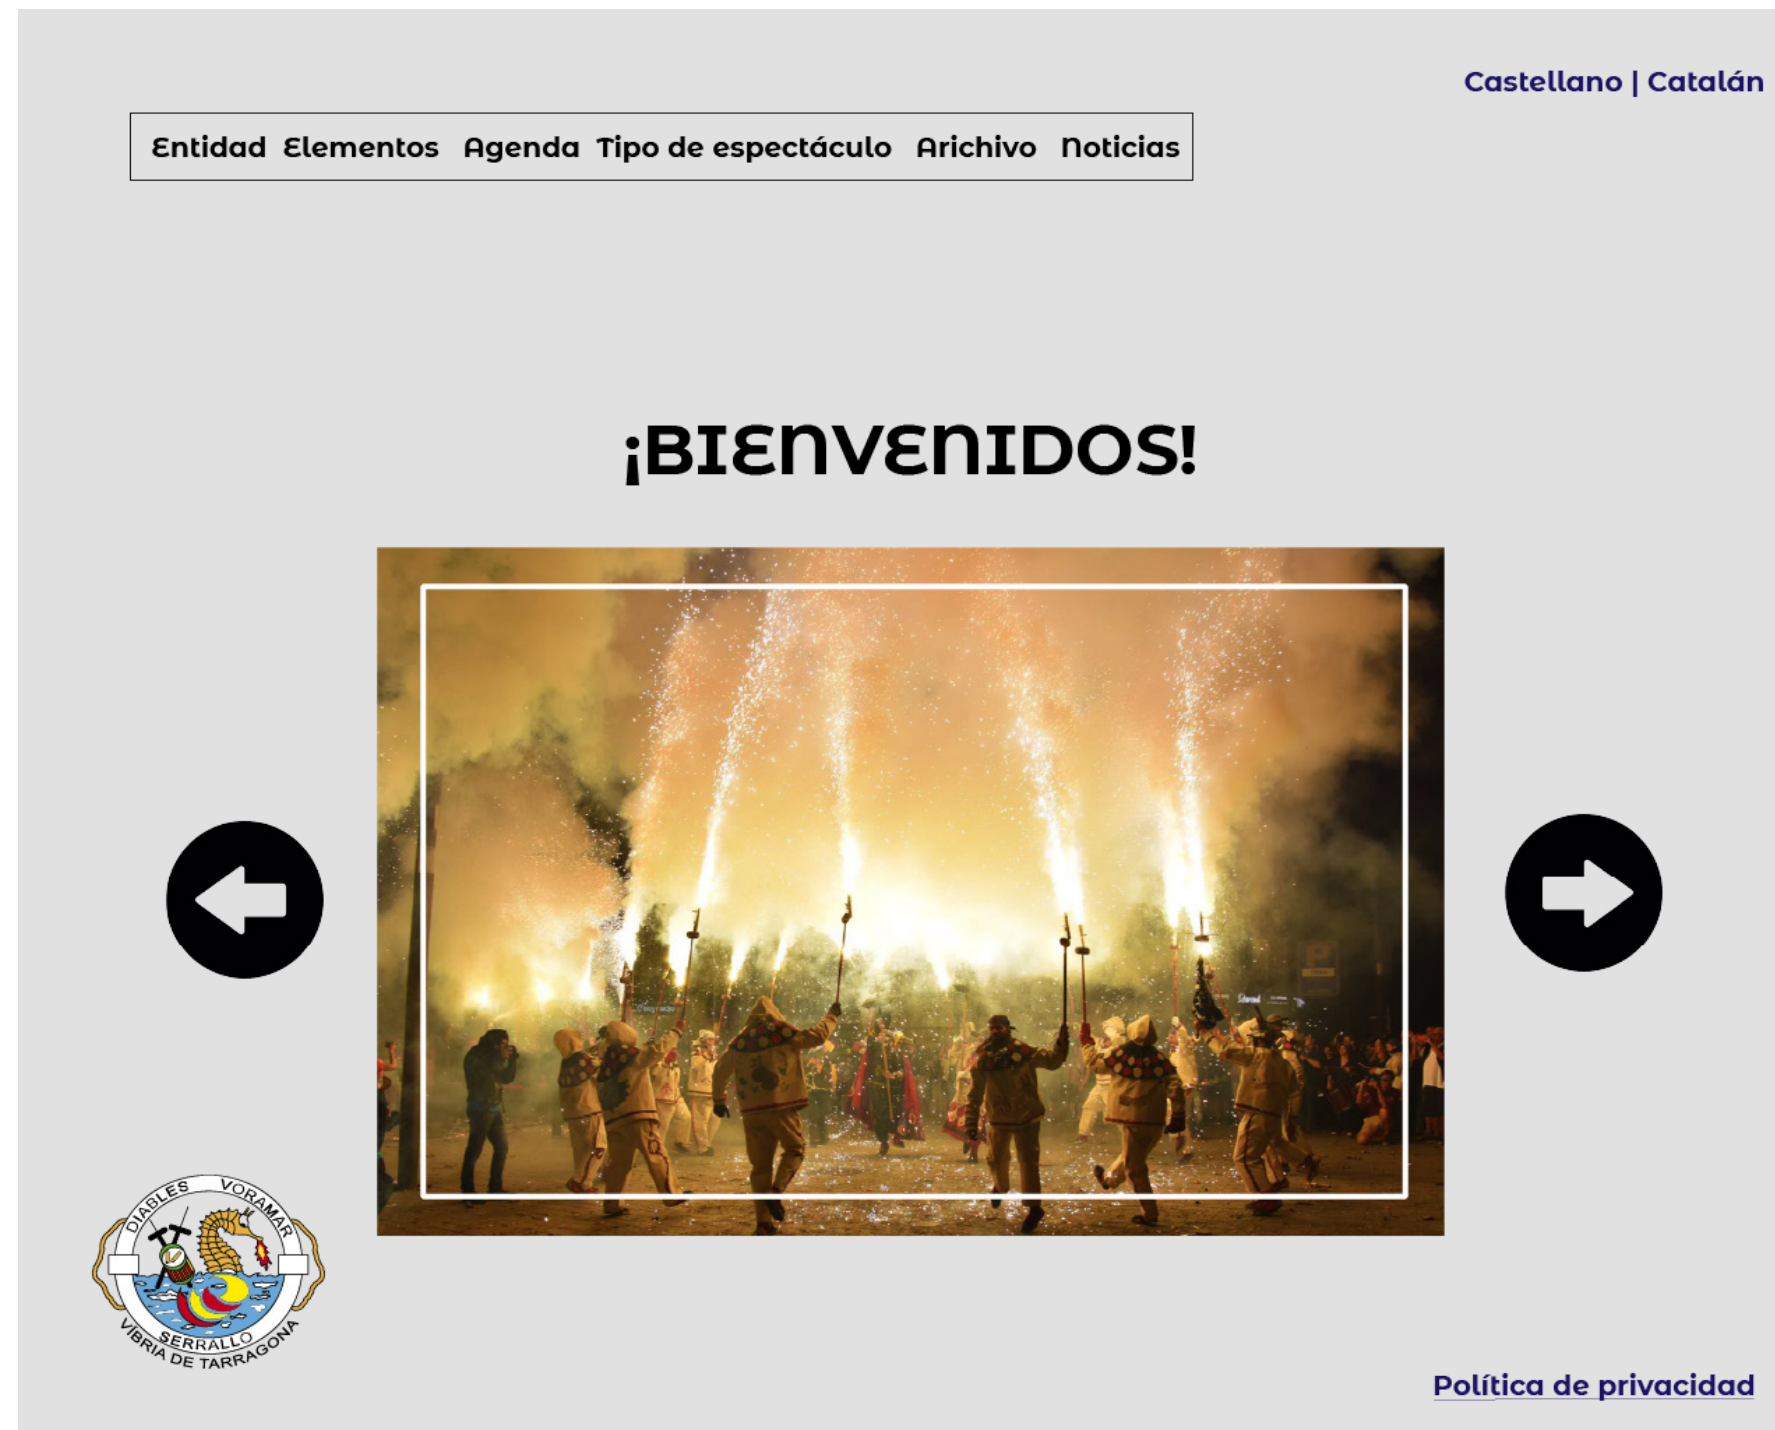 Castellano | Catalán
Entidad Elementos Agenda Tipo de espectáculo Arichivo Noticias
¡BIENVENIDOS!
P
DIABLES VORAMAR
SERRALLO
VÍBRIA DE TARRAGONA
Política de privacidad